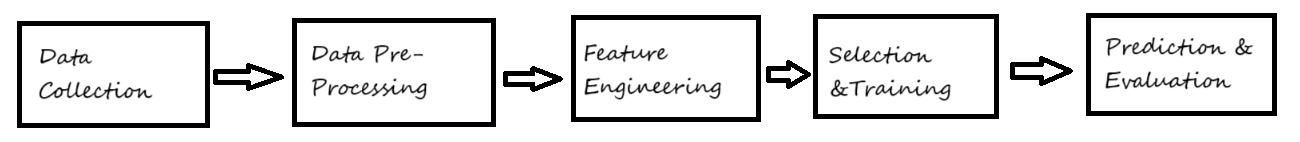 Data
Collection
Data Pre-
Processing
Feature
Engineering
Selection
&Training
Prediction &
Evaluation